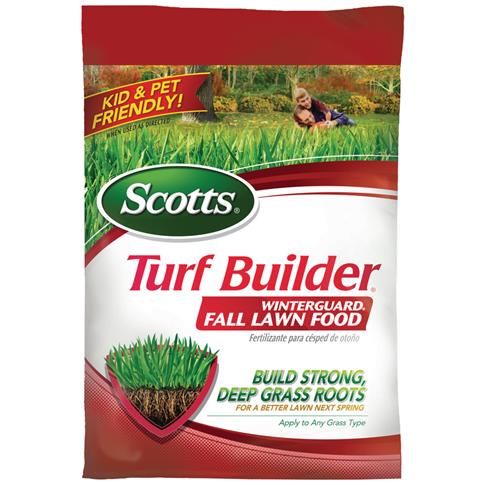 KID & PET
FRIENDLY!
WHEN USED AS DIRECTED
Scotts®
Turf Builder®
WINTERGUARD®
FALL LAWN FOOD
Fertilizante para césped de otoño
BUILD STRONG,
DEEP GRASS ROOTS
FOR A BETTER LAWN NEXT SPRING
Apply to Any Grass Type